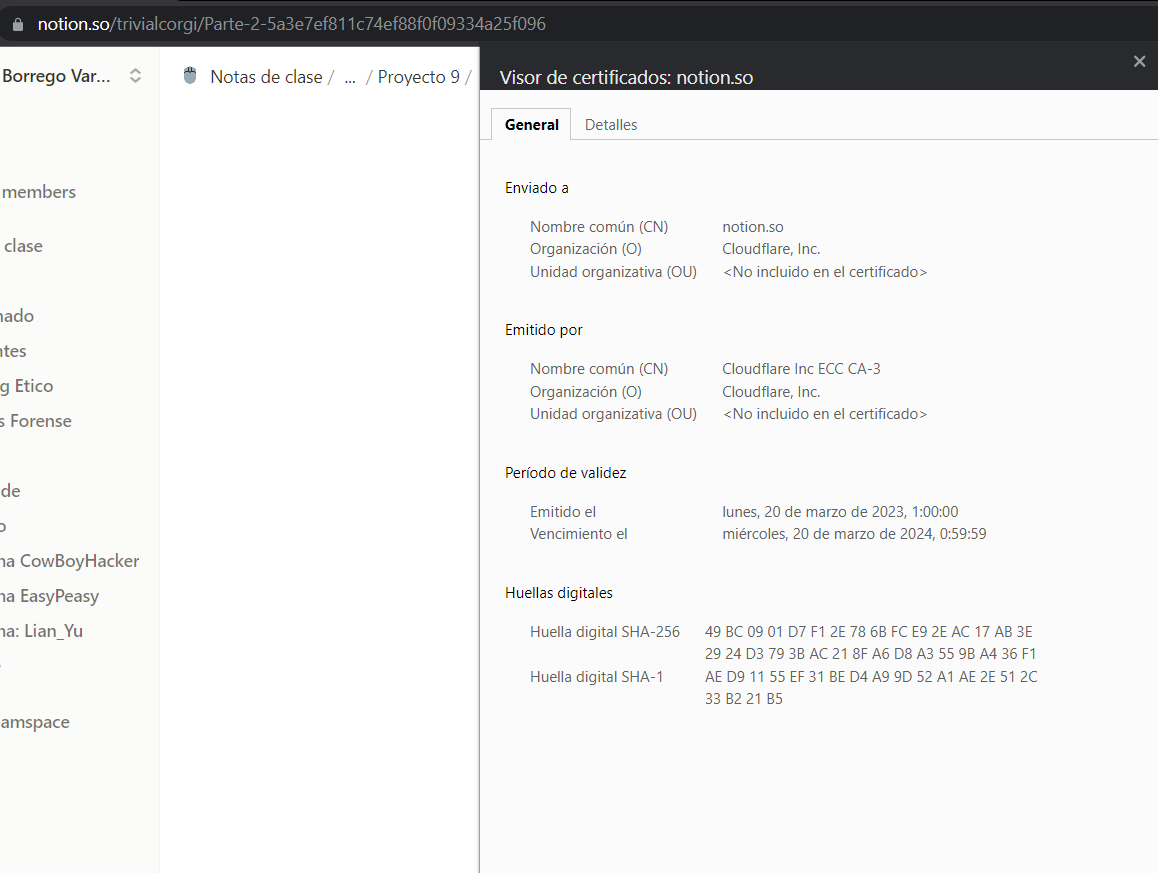 notion.so/trivialcorgi/Parte-2-5a3e7ef811c74ef88f0f09334a25f096
Borrego Var...
members
clase
nado
ntes
g Etico
s Forense
de
o
na CowBoyHacker
na EasyPeasy
na: Lian_Yu
amspace
Notas de clase / ... / Proyecto 9 /
Visor de certificados: notion.so
General Detalles
Enviado a
Nombre común (CN) notion.so
Organización (O) Cloudflare, Inc.
Unidad organizativa (OU) <No incluido en el certificado>
Emitido por
Nombre común (CN) Cloudflare Inc ECC CA-3
Organización (O) Cloudflare, Inc.
Unidad organizativa (OU) <No incluido en el certificado>
Período de validez
Emitido el lunes, 20 de marzo de 2023, 1:00:00
Vencimiento el miércoles, 20 de marzo de 2024, 0:59:59
Huellas digitales
Huella digital SHA-256 49 BC 09 01 D7 F1 2E 78 6B FC E9 2E AC 17 AB 3E
29 24 D3 79 3B AC 21 8F A6 D8 A3 55 9B A4 36 F1
Huella digital SHA-1 AE D9 11 55 EF 31 BE D4 A9 9D 52 A1 AE 2E 51 2C
33 B2 21 B5